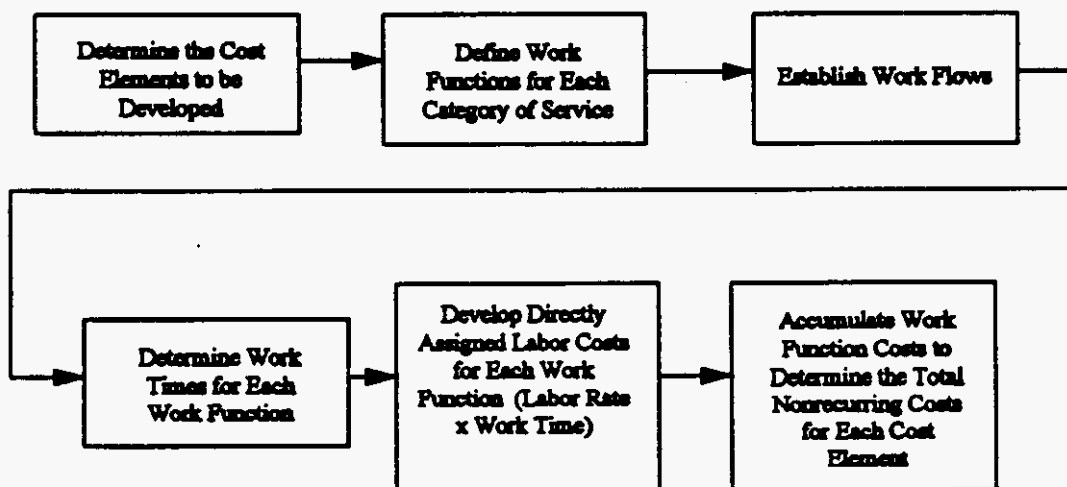 Determine the Cost
Elements to be
Developed
Define Work
Functions for Each
Category of Service
Establish Work Flows
Determine Work
Times for Each
Work Function
Develop Directly
Assigned Labor Costs
for Each Work
Function (Labor Rate
x Work Time)
Accumulate Work
Function Costs to
Determine the Total
Nonrecurring Costs
for Each Cost
Element